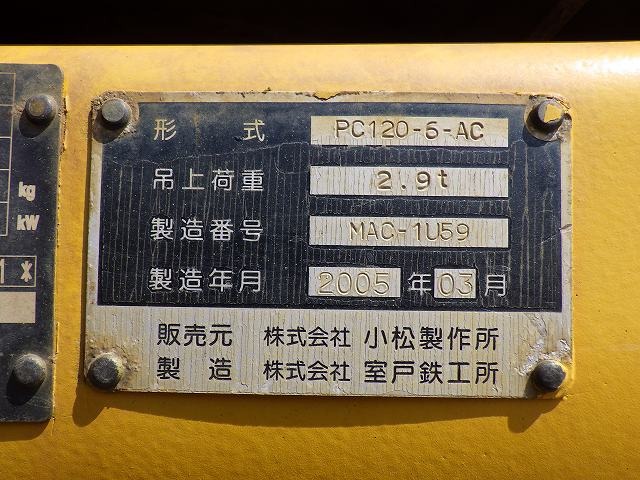 形式 PC120-6-AC
吊上荷重 2.9t
製造番号 MAC-1U59
製造年月 2005年03月
販売元 株式会社 小松製作所
製造 株式会社 室戸鉄工所
kg
kW